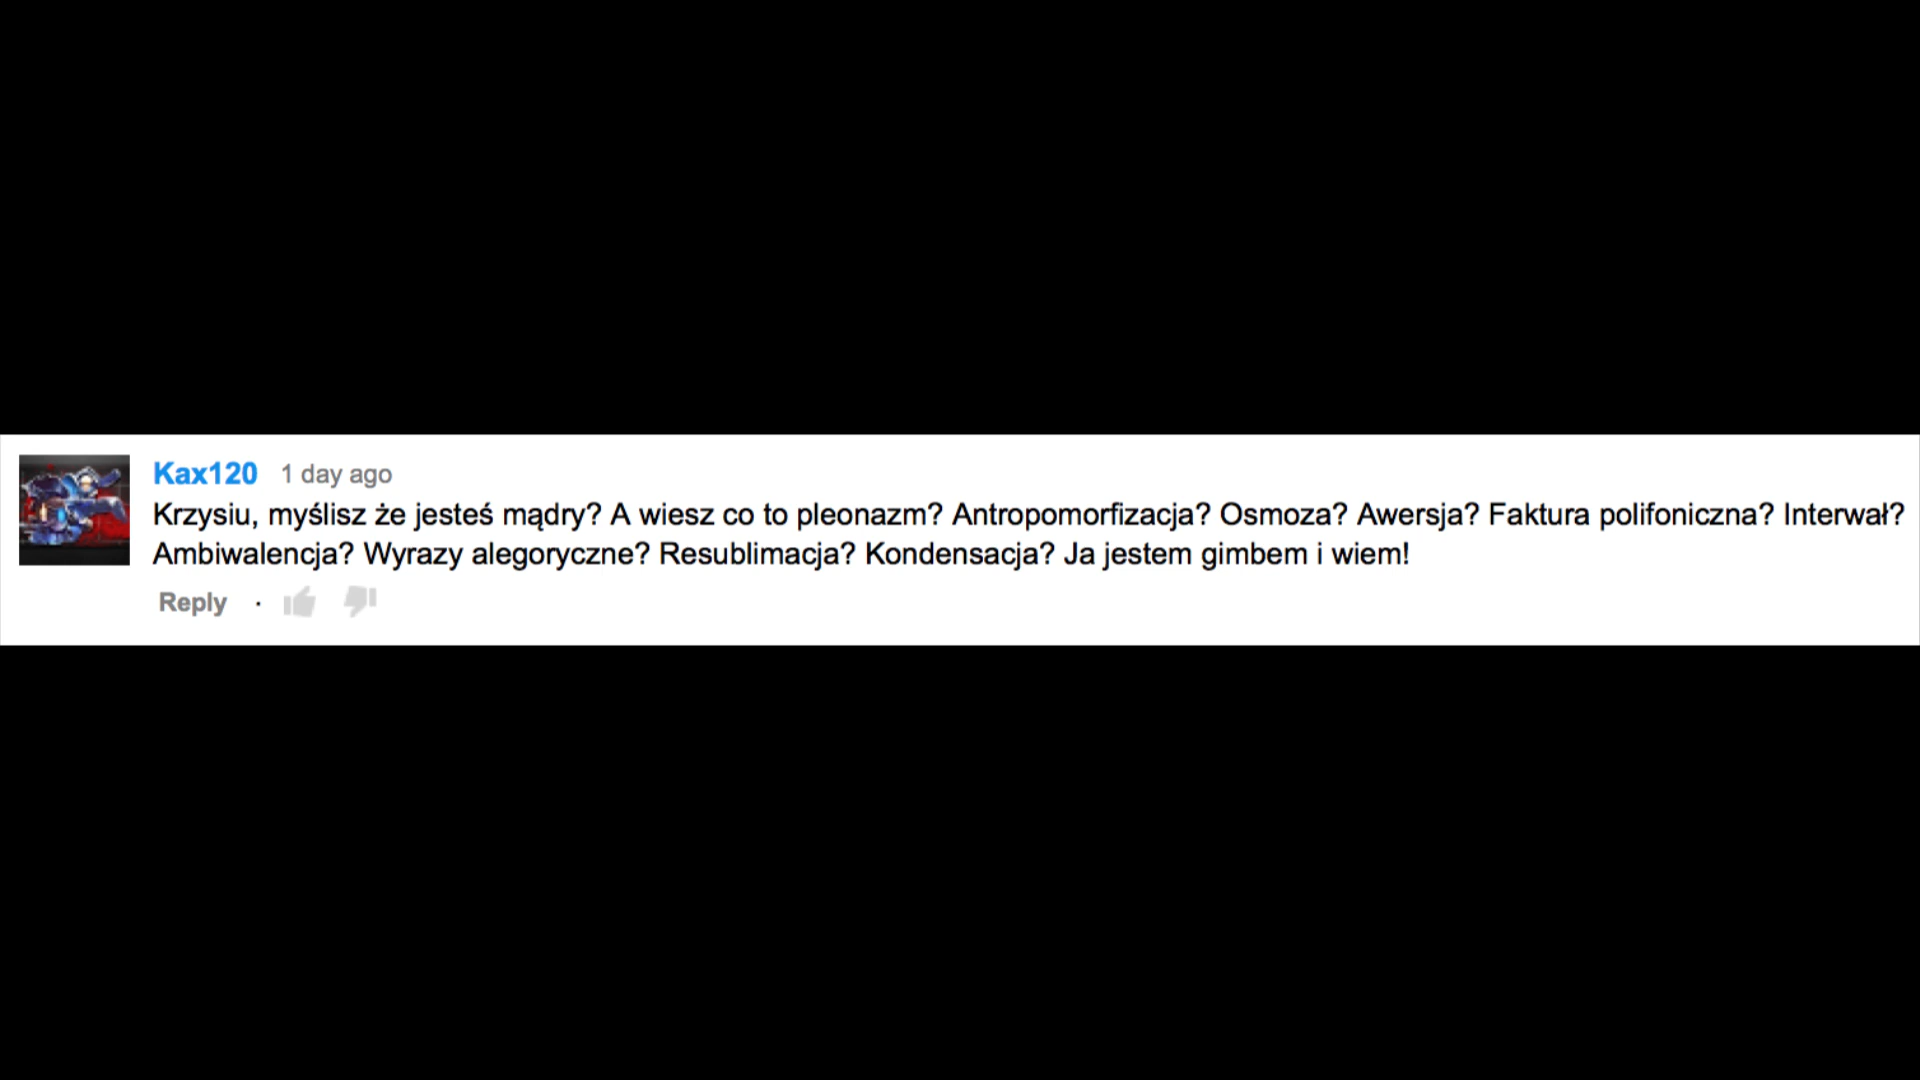 Kax120 1 day ago
Krzysiu, myślisz że jesteś mądry? A wiesz co to pleonazm? Antropomorfizacja? Osmoza? Awersja? Faktura polifoniczna? Interwał?
Ambiwalencja? Wyrazy alegoryczne? Resublimacja? Kondensacja? Ja jestem gimbem i wiem!
Reply ·